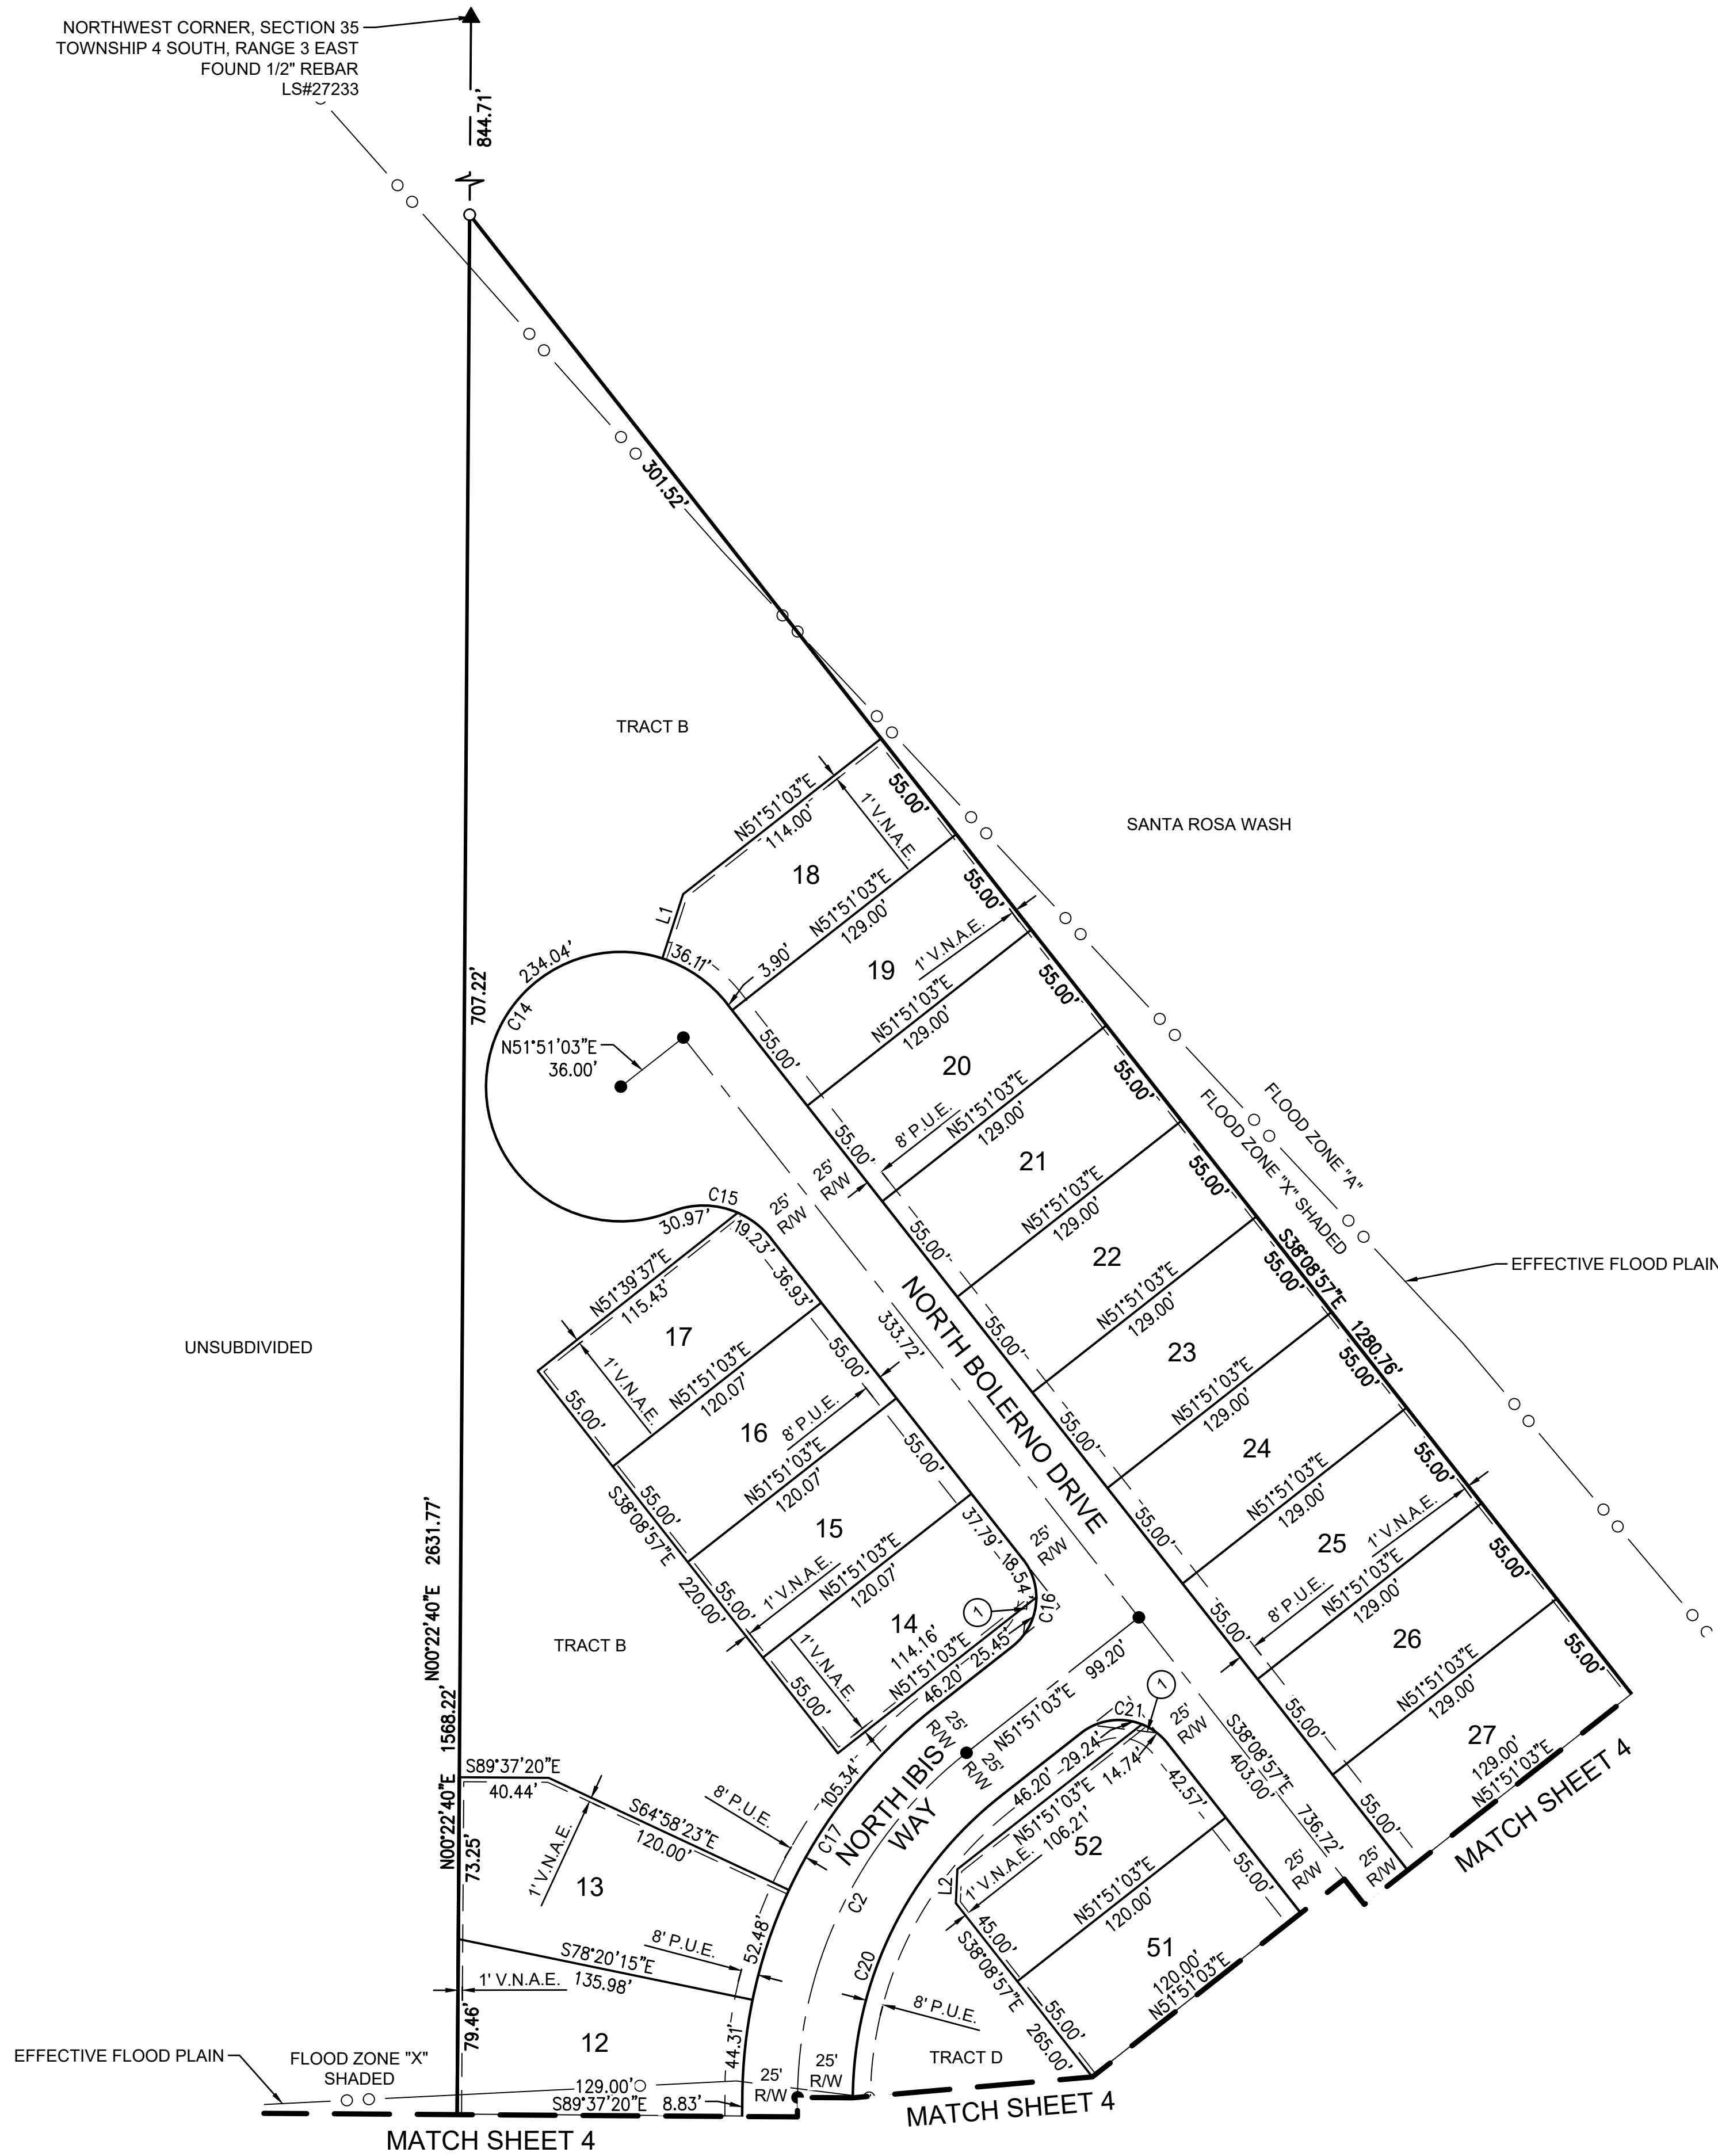 NORTHWEST CORNER, SECTION 35
TOWNSHIP 4 SOUTH, RANGE 3 EAST
FOUND 1/2" REBAR
LS#27233
844.71'
301.52'
TRACT B
SANTA ROSA WASH
N51°51'03"E
114.00'
1' V.N.A.E.
55.00'
18
L1
36.11'
3.90'
N51°51'03"E
129.00'
55.00'
19
1' V.N.A.E.
234.04'
C14
707.22'
N51°51'03"E
36.00'
55.00'
N51°51'03"E
129.00'
55.00'
20
8' P.U.E.
N51°51'03"E
129.00'
55.00'
55.00'
25'
R/W
25'
R/W
21
FLOOD ZONE "A"
FLOOD ZONE "X" SHADED
N51°51'03"E
129.00'
55.00'
55.00'
C15
30.97'
19.23'
36.93'
N51°39'37"E
115.43'
22
S38°08'57"E
1280.76'
55.00'
EFFECTIVE FLOOD PLAIN
UNSUBDIVIDED
17
1' V.N.A.E.
55.00'
N51°51'03"E
120.07'
55.00'
333.72'
NORTH BOLERNO DRIVE
55.00'
N51°51'03"E
129.00'
23
55.00'
16
8' P.U.E.
N51°51'03"E
120.07'
55.00'
55.00'
N51°51'03"E
129.00'
24
55.00'
S38°08'57"E
220.00'
55.00'
15
1' V.N.A.E.
N51°51'03"E
120.07'
55.00'
37.79'
18.54'
25'
R/W
55.00'
N51°51'03"E
129.00'
25
1' V.N.A.E.
55.00'
N00°22'40"E 2631.77'
TRACT B
14
1
C16
114.16'
N51°51'03"E
1' V.N.A.E.
55.00'
46.20'
25.45'
8' P.U.E.
N51°51'03"E
129.00'
55.00'
26
55.00'
99.20'
N51°51'03"E
25'
R/W
25'
R/W
1
C21
25'
R/W
N51°51'03"E
129.00'
55.00'
27
129.00'
N51°51'03"E
MATCH SHEET 4
N00°22'40"E 1568.22'
S89°37'20"E
40.44'
S64°58'23"E
120.00'
8' P.U.E.
105.34'
C17
NORTH IBIS
WAY
46.20'
29.24'
14.74'
42.57'
S38°08'57"E
403.00'
736.72'
55.00'
N51°51'03"E
106.21'
52
1' V.N.A.E.
L2
73.25'
1' V.N.A.E.
13
C2
N51°51'03"E
120.00'
55.00'
25'
R/W
25'
R/W
8' P.U.E.
52.48'
S78°20'15"E
135.98'
1' V.N.A.E.
C20
45.00'
S38°08'57"E
265.00'
51
120.00'
N51°51'03"E
55.00'
8' P.U.E.
79.46'
12
44.31'
TRACT D
EFFECTIVE FLOOD PLAIN
FLOOD ZONE "X"
SHADED
129.00'
S89°37'20"E 8.83'
25'
R/W
25'
R/W
MATCH SHEET 4
MATCH SHEET 4